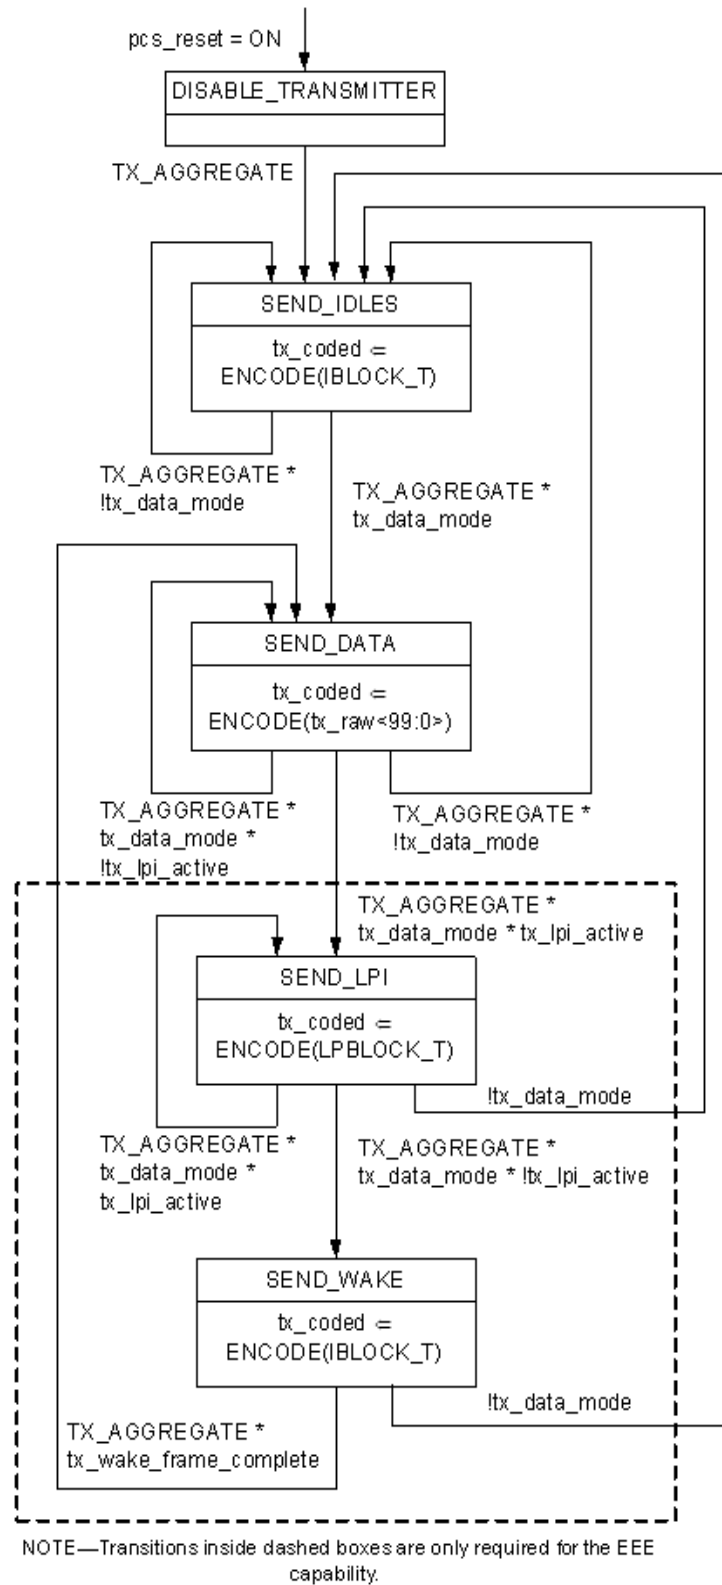 pcs_reset = ON
DISABLE_TRANSMITTER
TX_AGGREGATE
SEND_IDLES
tx_coded ⇐
ENCODE(IBLOCK_T)
TX_AGGREGATE *
!tx_data_mode
TX_AGGREGATE *
tx_data_mode
SEND_DATA
tx_coded ⇐
ENCODE(tx_raw<99:0>)
TX_AGGREGATE *
tx_data_mode *
!tx_lpi_active
TX_AGGREGATE *
!tx_data_mode
TX_AGGREGATE *
tx_data_mode * tx_lpi_active
SEND_LPI
tx_coded ⇐
ENCODE(LPBLOCK_T)
!tx_data_mode
TX_AGGREGATE *
tx_data_mode *
tx_lpi_active
TX_AGGREGATE *
tx_data_mode * !tx_lpi_active
SEND_WAKE
tx_coded ⇐
ENCODE(IBLOCK_T)
!tx_data_mode
TX_AGGREGATE *
tx_wake_frame_complete
NOTE—Transitions inside dashed boxes are only required for the EEE
capability.